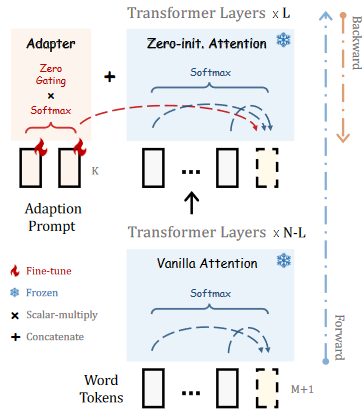 Transformer Layers x L
Adapter
Zero
Gating
×
Softmax
K
Adaption
Prompt
+
Zero-init. Attention
Softmax
...
Transformer Layers x N-L
Vanilla Attention
Softmax
...
Word
Tokens
M+1
Fine-tune
Frozen
× Scalar-multiply
+ Concatenate
Backward
Forward